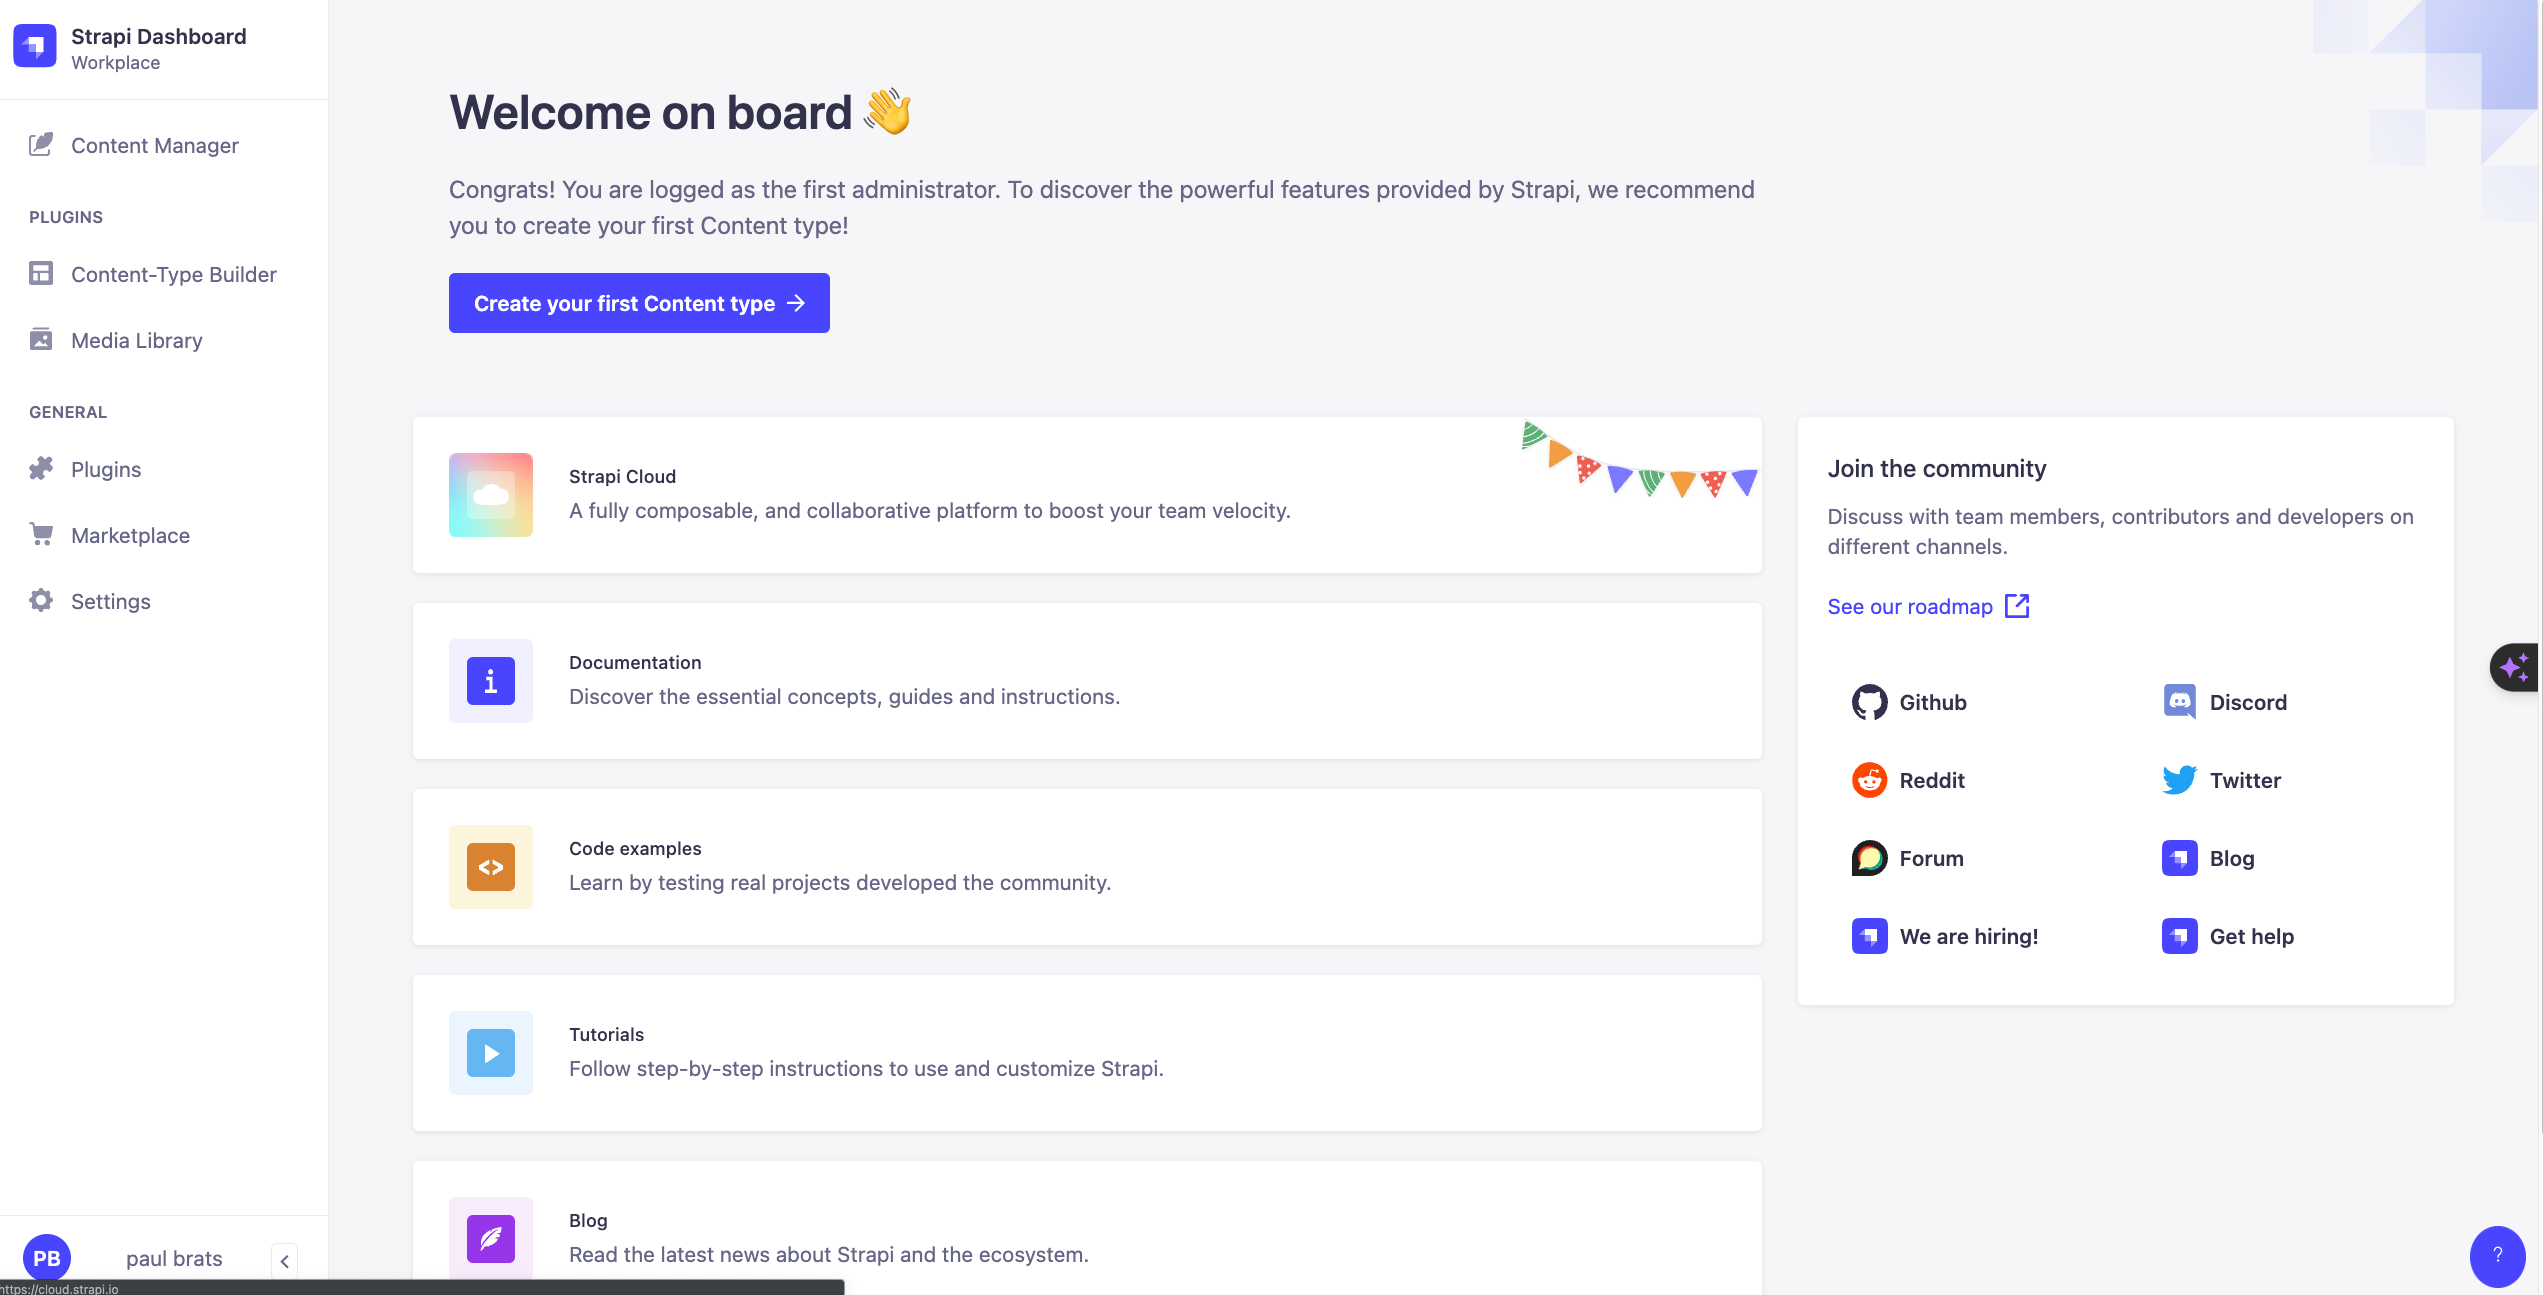 Strapi Dashboard
Workplace
Content Manager
PLUGINS
Content-Type Builder
Media Library
GENERAL
Plugins
Marketplace
Settings
PB
paul brats
https://cloud.strapi.io
Welcome on board
Congrats! You are logged as the first administrator. To discover the powerful features provided by Strapi, we recommend
you to create your first Content type!
Create your first Content type
Strapi Cloud
A fully composable, and collaborative platform to boost your team velocity.
Documentation
Discover the essential concepts, guides and instructions.
Code examples
Learn by testing real projects developed the community.
Tutorials
Follow step-by-step instructions to use and customize Strapi.
Blog
Read the latest news about Strapi and the ecosystem.
Join the community
Discuss with team members, contributors and developers on
different channels.
See our roadmap
Github
Discord
Reddit
Twitter
Forum
Blog
We are hiring!
Get help
?